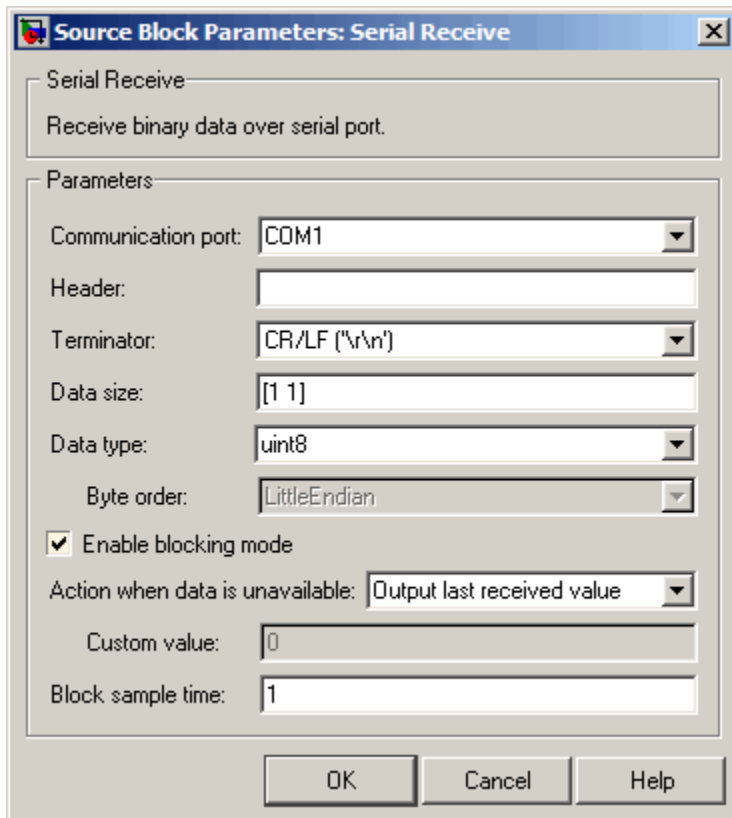 Source Block Parameters: Serial Receive
Serial Receive
Receive binary data over serial port.
Parameters
Communication port: COM1
Header:
Terminator: CR/LF ('\r\n')
Data size: [1 1]
Data type: uint8
Byte order: LittleEndian
Enable blocking mode
Action when data is unavailable: Output last received value
Custom value: 0
Block sample time: 1
OK Cancel Help